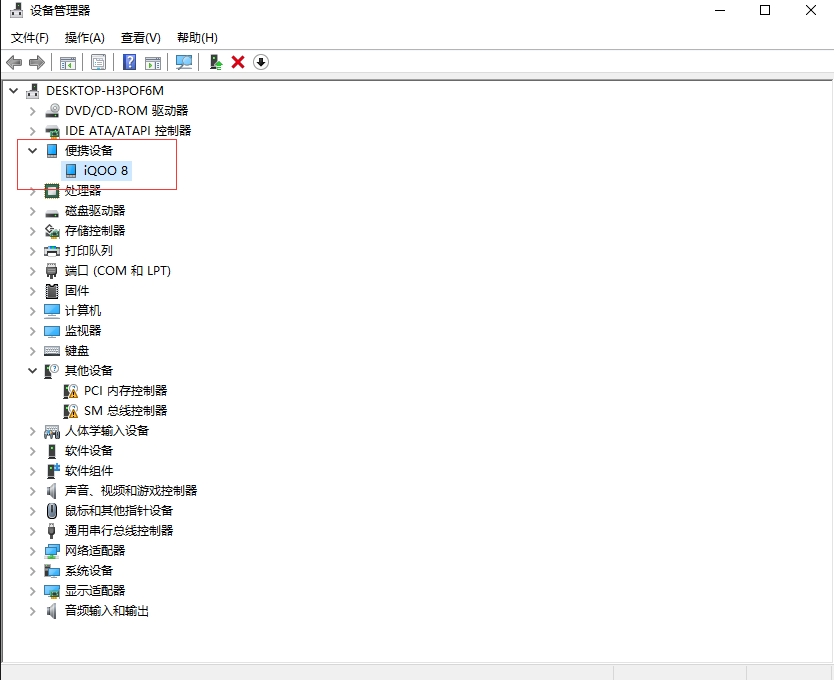 设备管理器
文件(F) 操作(A) 查看(V) 帮助(H)
DESKTOP-H3POF6M
DVD/CD-ROM 驱动器
IDE ATA/ATAPI 控制器
便携设备
iQOO 8
处理器
磁盘驱动器
存储控制器
打印队列
端口 (COM 和 LPT)
固件
计算机
监视器
键盘
其他设备
PCI 内存控制器
SM 总线控制器
人体学输入设备
软件设备
软件组件
声音、视频和游戏控制器
鼠标和其他指针设备
通用串行总线控制器
网络适配器
系统设备
显示适配器
音频输入和输出